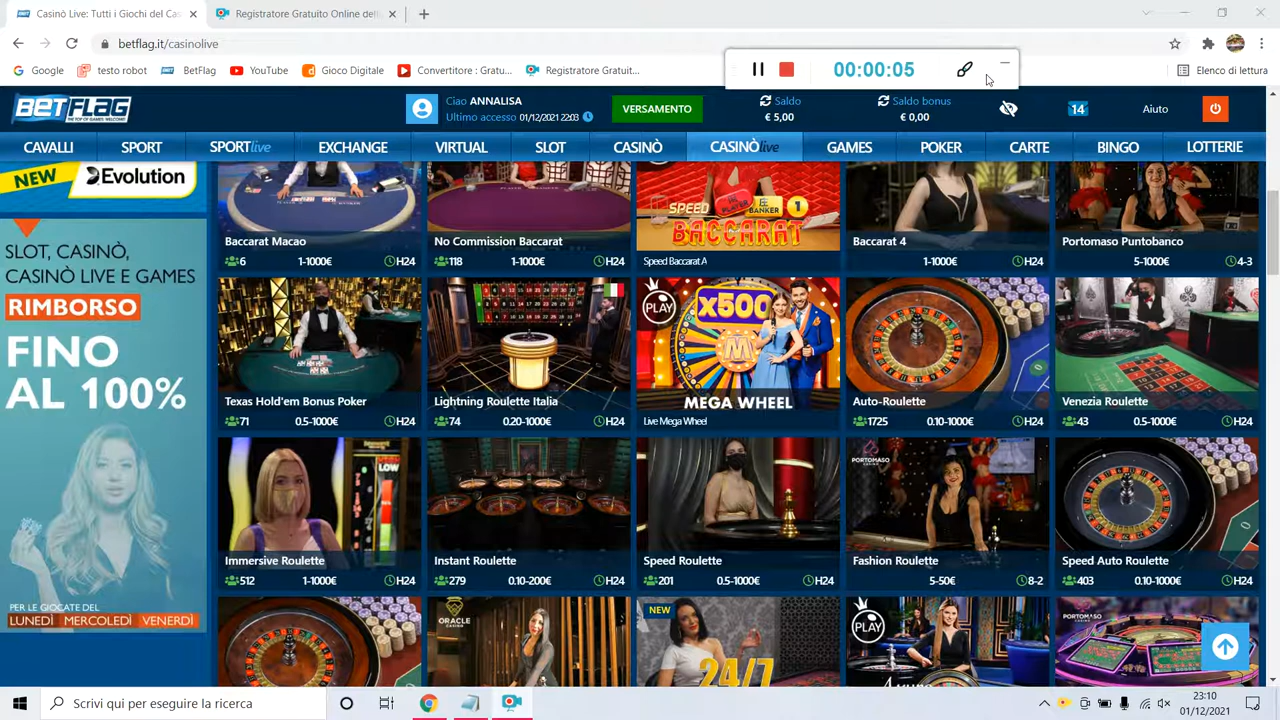 Casinò Live: Tutti i Giochi del Cas
Registratore Gratuito Online dell
betflag.it/casinolive
Google
testo robot
BetFlag
YouTube
Gioco Digitale
Convertitore : Gratu...
Registratore Gratuit...
Elenco di lettura
00:00:05
BETFLAG
THE TOP OF GAMES, WELCOME!
Ciao ANNALISA
Ultimo accesso 01/12/2021 22:03
VERSAMENTO
Saldo
€ 5,00
Saldo bonus
€ 0,00
14
Aiuto
CAVALLI
SPORT
SPORTlive
EXCHANGE
VIRTUAL
SLOT
CASINÒ
CASINÒlive
GAMES
POKER
CARTE
BINGO
LOTTERIE
NEW Evolution
SLOT, CASINÒ,
CASINÒ LIVE E GAMES
RIMBORSO
FINO
AL 100%
PER LE GIOCATE DEL
LUNEDÌ MERCOLEDÌ VENERDÌ
Baccarat Macao
6 1-1000€ H24
No Commission Baccarat
118 1-1000€ H24
SPEED PLAYER BANKER 1
BACCARAT
Speed Baccarat A
Baccarat 4
1-1000€ H24
Portomaso Puntobanco
5-1000€ 4-3
Texas Hold'em Bonus Poker
71 0.5-1000€ H24
Lightning Roulette Italia
74 0.20-1000€ H24
PLAY
x500
M
MEGA WHEEL
Live Mega Wheel
Auto-Roulette
1725 0.10-1000€ H24
Venezia Roulette
43 0.5-1000€ H24
LOW
Immersive Roulette
512 1-1000€ H24
Instant Roulette
279 0.10-200€ H24
Speed Roulette
201 0.5-1000€ H24
PORTOMASO
Fashion Roulette
5-50€ 8-2
Speed Auto Roulette
403 0.10-1000€ H24
ORACLE
NEW
24/7
PLAY
PORTOMASO
Scrivi qui per eseguire la ricerca
23:10
01/12/2021